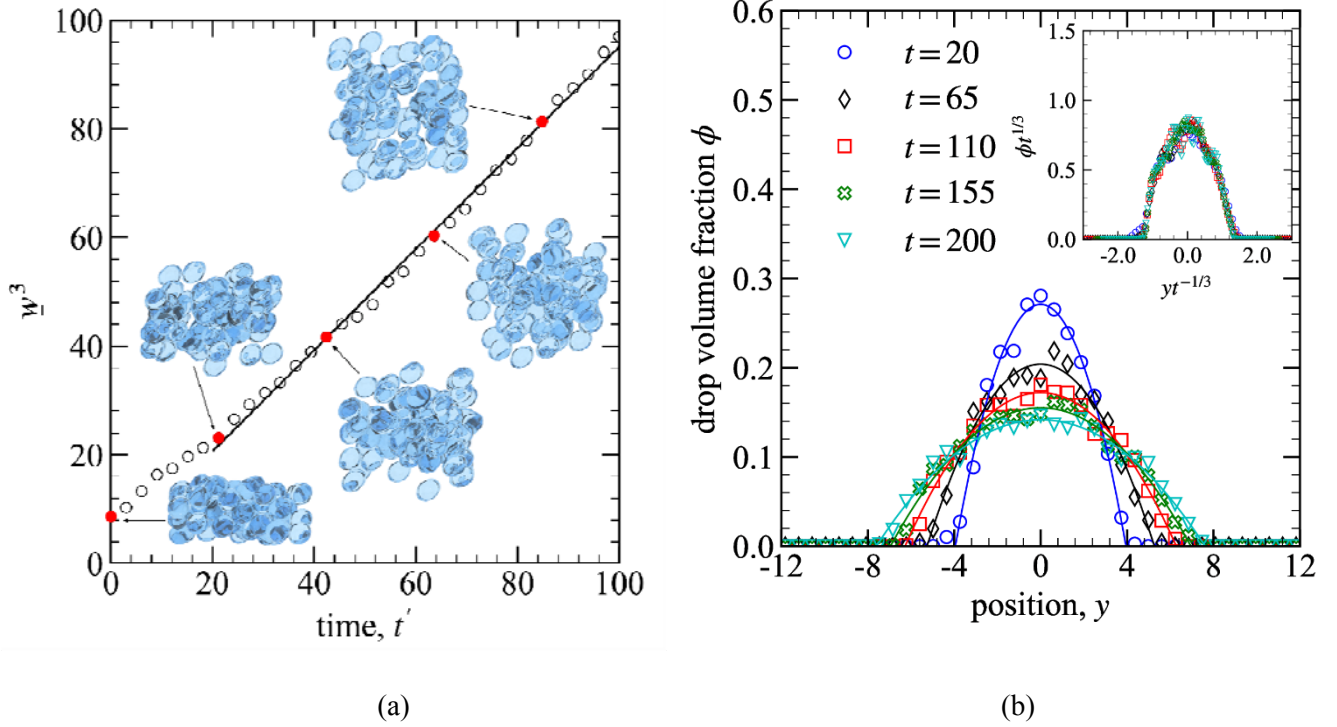 100
80
60
40
20
0
w³
0 20 40 60 80 100
time, t′
(a)
0.6
0.5
0.4
0.3
0.2
0.1
0.0
drop volume fraction ϕ
t = 20
t = 65
t = 110
t = 155
t = 200
1.5
1.0
0.5
0.0
ϕt^{1/3}
-2.0 0.0 2.0
yt^{-1/3}
-12 -8 -4 0 4 8 12
position, y
(b)